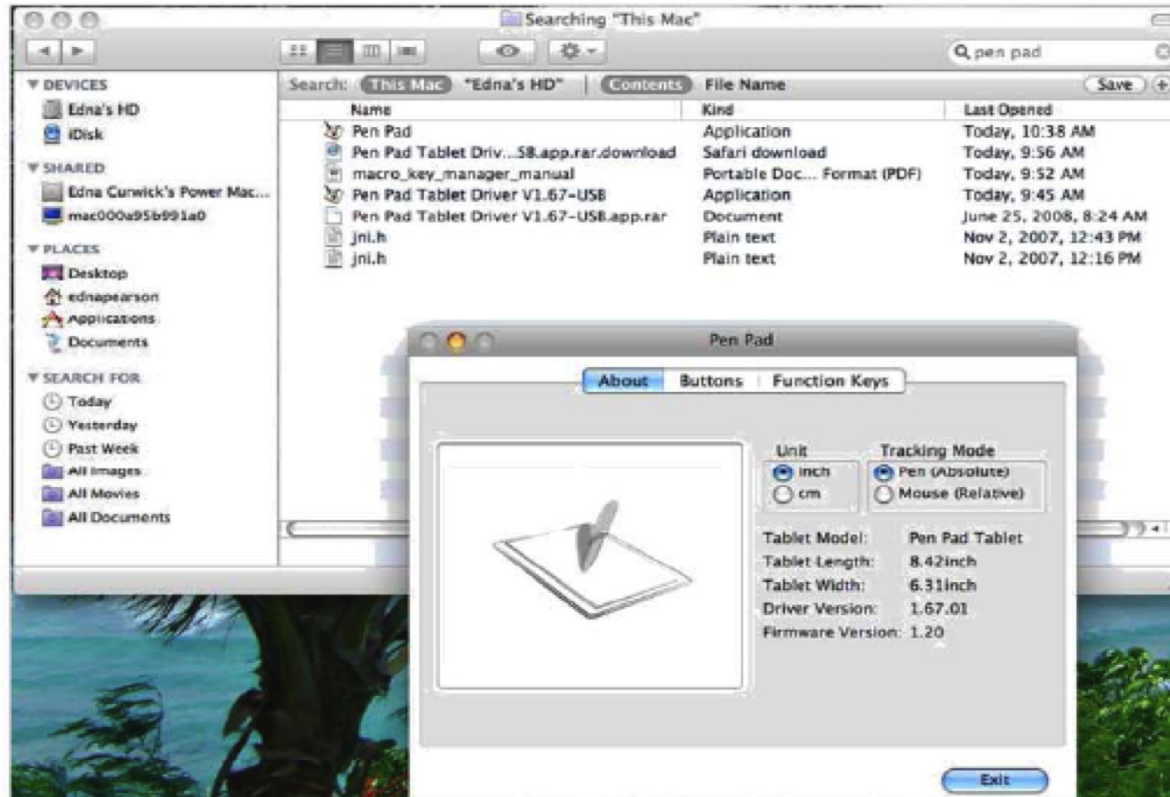 Searching "This Mac"
pen pad
DEVICES
Edna's HD
iDisk
SHARED
Edna Curwick's Power Mac...
mac000a95b991a0
PLACES
Desktop
ednapearson
Applications
Documents
SEARCH FOR
Today
Yesterday
Past Week
All Images
All Movies
All Documents
Search: This Mac "Edna's HD" Contents File Name Save
Name Kind Last Opened
Pen Pad Application Today, 10:38 AM
Pen Pad Tablet Driv...58.app.rar.download Safari download Today, 9:56 AM
macro_key_manager_manual Portable Doc... Format (PDF) Today, 9:52 AM
Pen Pad Tablet Driver V1.67-USB Application Today, 9:45 AM
Pen Pad Tablet Driver V1.67-USB.app.rar Document June 25, 2008, 8:24 AM
jni.h Plain text Nov 2, 2007, 12:43 PM
jni.h Plain text Nov 2, 2007, 12:16 PM
Pen Pad
About Buttons Function Keys
Unit Tracking Mode
inch Pen (Absolute)
cm Mouse (Relative)
Tablet Model: Pen Pad Tablet
Tablet Length: 8.42inch
Tablet Width: 6.31inch
Driver Version: 1.67.01
Firmware Version: 1.20
Exit